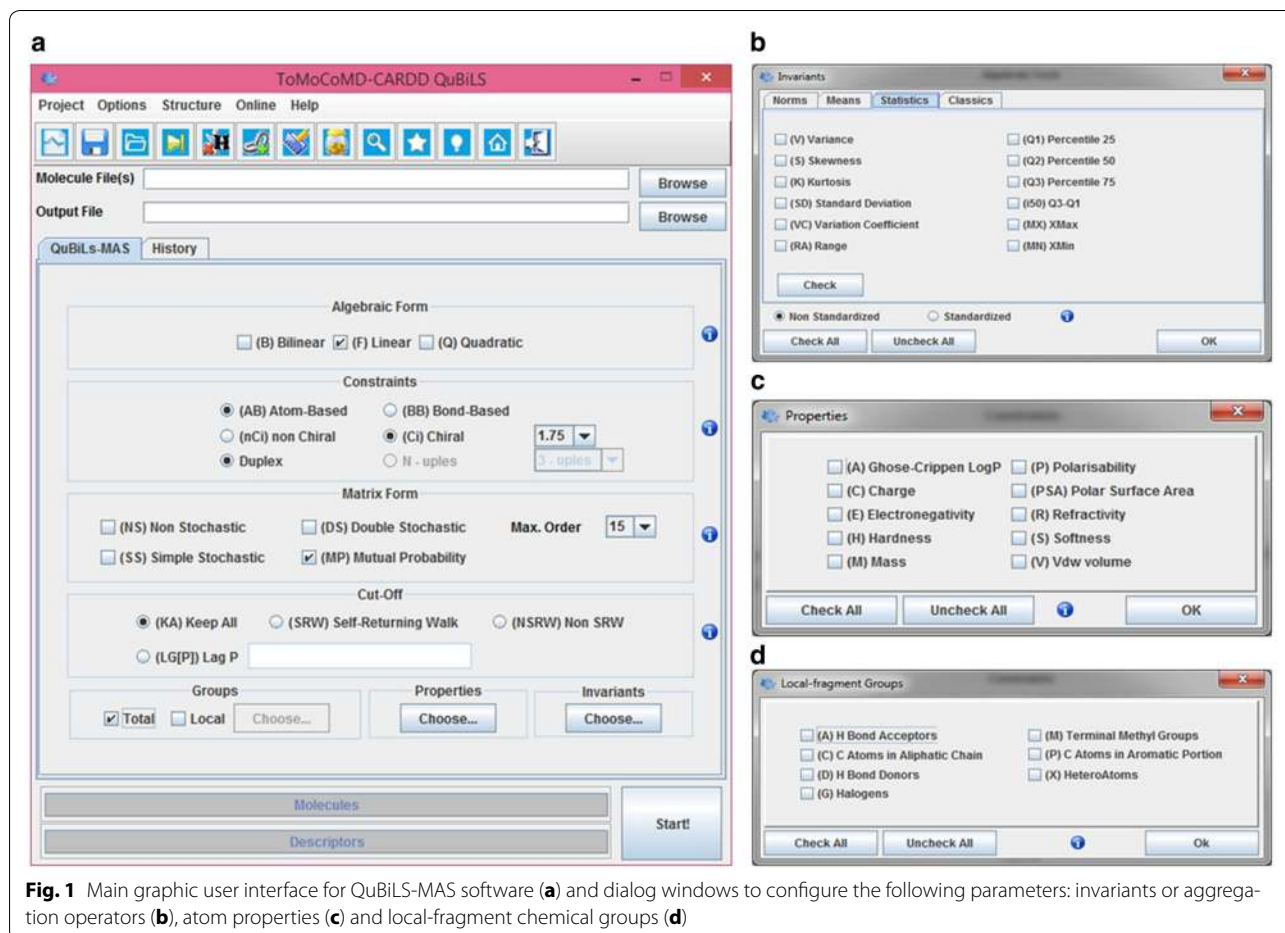 a
ToMoCoMD-CARDD QuBiLS
Project Options Structure Online Help
H
Molecule File(s) Browse
Output File Browse
QuBiLs-MAS History
Algebraic Form
(B) Bilinear (F) Linear (Q) Quadratic
Constraints
(AB) Atom-Based (BB) Bond-Based
(nCi) non Chiral (Ci) Chiral 1.75
Duplex N - uples 3 - uples
Matrix Form
(NS) Non Stochastic (DS) Double Stochastic Max. Order 15
(SS) Simple Stochastic (MP) Mutual Probability
Cut-Off
(KA) Keep All (SRW) Self-Returning Walk (NSRW) Non SRW
(LG[P]) Lag P
Groups Properties Invariants
Total Local Choose... Choose... Choose...
Molecules
Descriptors
Start!
b
Invariants
Norms Means Statistics Classics
(V) Variance (Q1) Percentile 25
(S) Skewness (Q2) Percentile 50
(K) Kurtosis (Q3) Percentile 75
(SD) Standard Deviation (i50) Q3-Q1
(VC) Variation Coefficient (MX) XMax
(RA) Range (MN) XMin
Check
Non Standardized Standardized
Check All Uncheck All OK
c
Properties
(A) Ghose-Crippen LogP (P) Polarisability
(C) Charge (PSA) Polar Surface Area
(E) Electronegativity (R) Refractivity
(H) Hardness (S) Softness
(M) Mass (V) Vdw volume
Check All Uncheck All OK
d
Local-fragment Groups
(A) H Bond Acceptors (M) Terminal Methyl Groups
(C) C Atoms in Aliphatic Chain (P) C Atoms in Aromatic Portion
(D) H Bond Donors (X) HeteroAtoms
(G) Halogens
Check All Uncheck All Ok
Fig. 1 Main graphic user interface for QuBiLS-MAS software (a) and dialog windows to configure the following parameters: invariants or aggrega-
tion operators (b), atom properties (c) and local-fragment chemical groups (d)